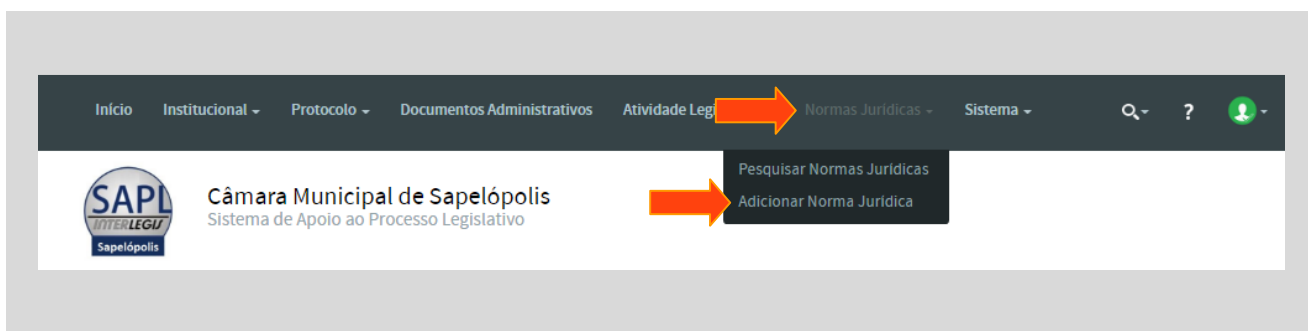 Início Institucional Protocolo Documentos Administrativos Atividade Legi Normas Jurídicas Sistema ?
Pesquisar Normas Jurídicas
Adicionar Norma Jurídica
SAPL
INTERLEGIS
Sapelópolis
Câmara Municipal de Sapelópolis
Sistema de Apoio ao Processo Legislativo